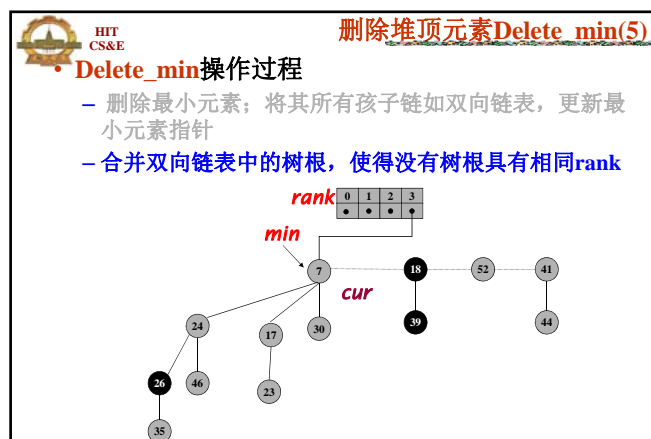 HIT
CS&E
删除堆顶元素Delete_min(5)
• Delete_min操作过程
– 删除最小元素；将其所有孩子链如双向链表，更新最
小元素指针
– 合并双向链表中的树根，使得没有树根具有相同rank
rank 0 1 2 3
min
7 18 52 41
cur
24 17 30 39 44
26 46 23
35